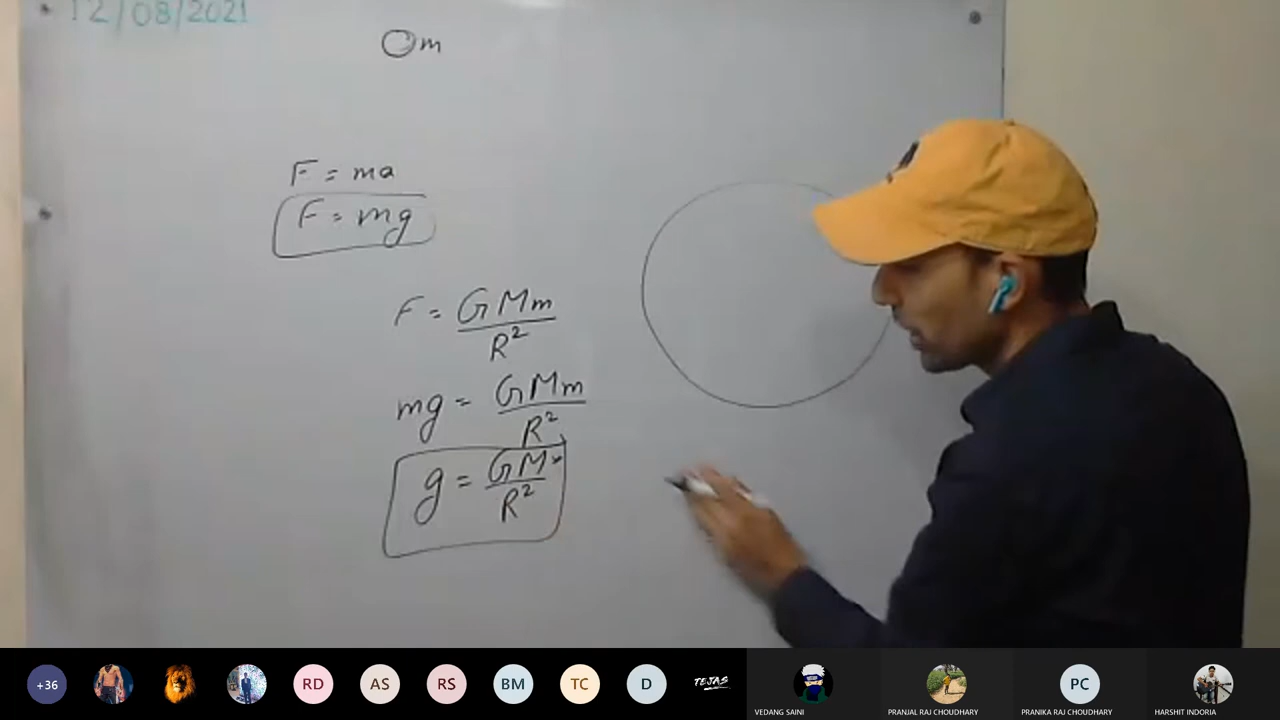 12/08/2021
m
F = ma
F = mg
F = GMm/R²
mg = GMm/R²
g = GM/R²
+36
RD
AS
RS
BM
TC
D
TEJAS
PC
VEDANG SAINI
PRANJAL RAJ CHOUDHARY
PRANIKA RAJ CHOUDHARY
HARSHIT INDORIA